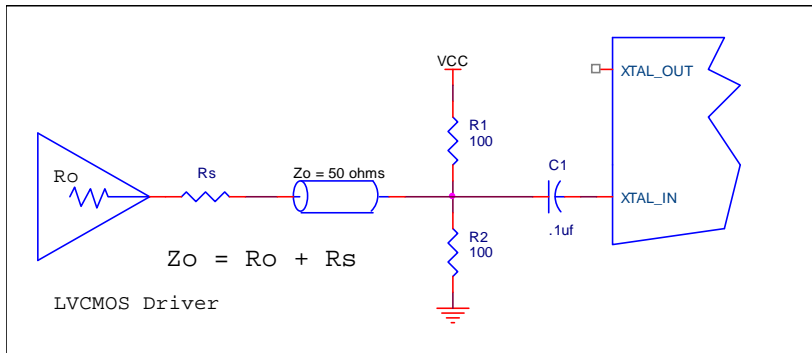 VCC
XTAL_OUT
R1
100
Ro
Rs
Zo = 50 ohms
C1
XTAL_IN
.1uf
R2
100
Zo = Ro + Rs
LVCMOS Driver